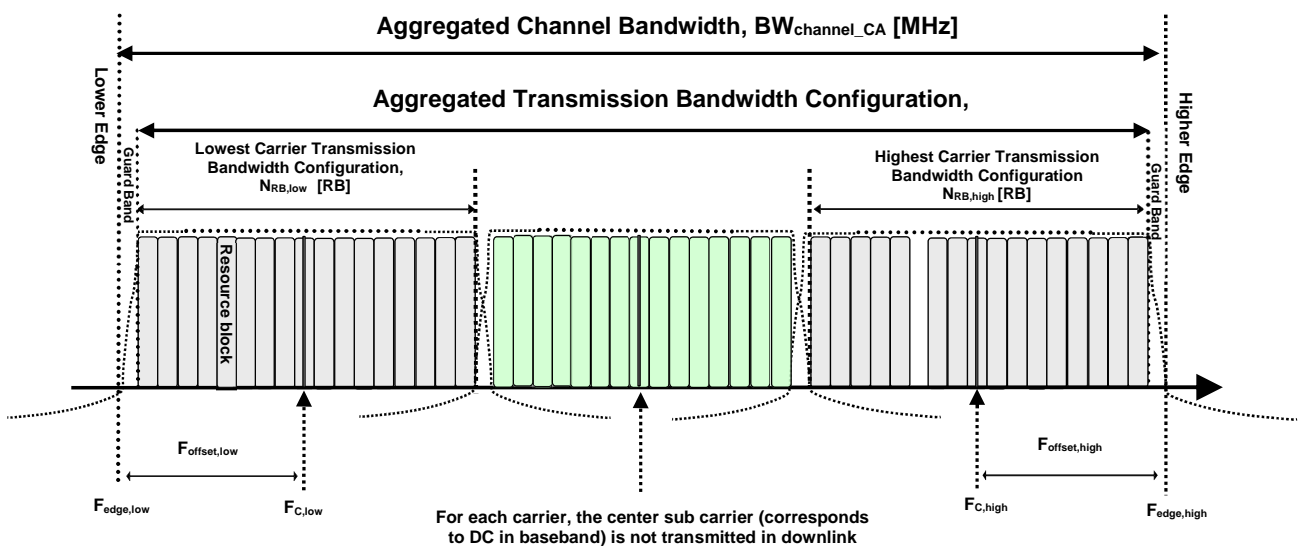 Aggregated Channel Bandwidth, BWchannel_CA [MHz]
Aggregated Transmission Bandwidth Configuration,
Lower Edge
Higher Edge
Guard Band
Guard Band
Lowest Carrier Transmission
Bandwidth Configuration,
NRB,low [RB]
Highest Carrier Transmission
Bandwidth Configuration
NRB,high [RB]
Resource block
Foffset,low
Foffset,high
Fedge,low
FC,low
FC,high
Fedge,high
For each carrier, the center sub carrier (corresponds
to DC in baseband) is not transmitted in downlink